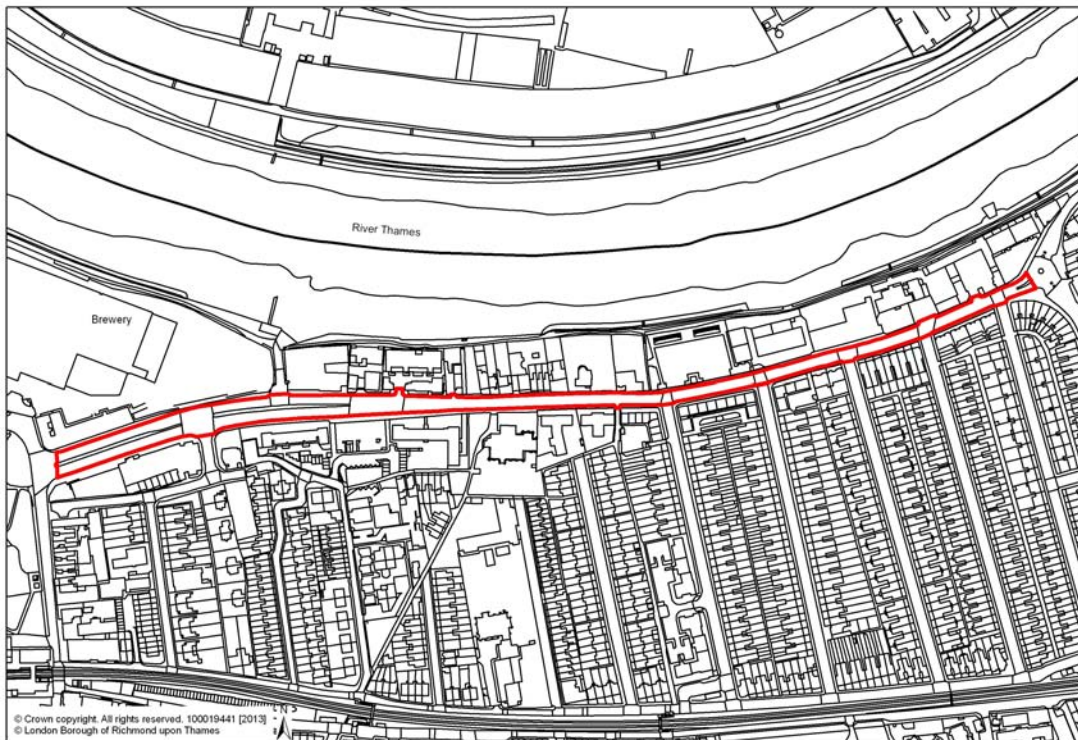 River Thames
Brewery
N
© Crown copyright. All rights reserved. 100019441 [2013]
© London Borough of Richmond upon Thames